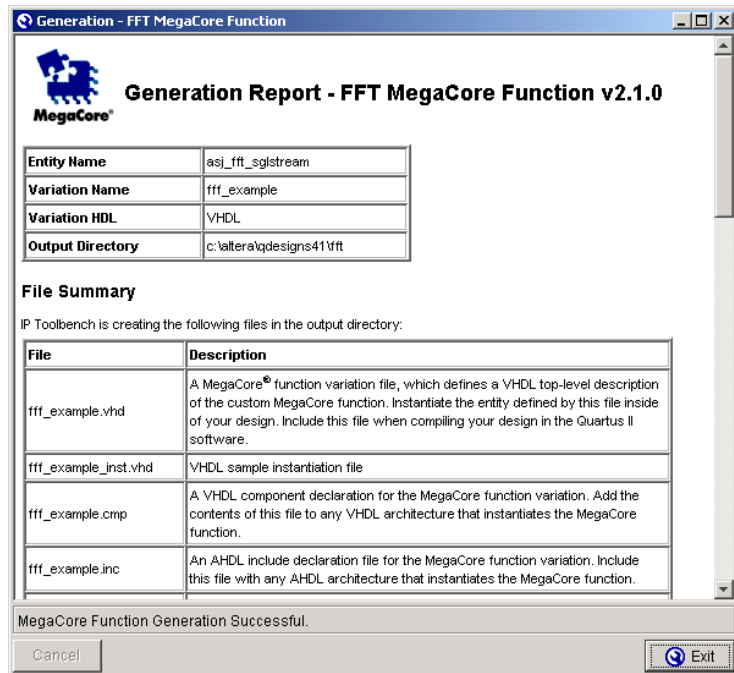 Generation - FFT MegaCore Function
MegaCore®
Generation Report - FFT MegaCore Function v2.1.0
Entity Name asj_fft_sglstream
Variation Name fff_example
Variation HDL VHDL
Output Directory c:\altera\qdesigns41\fft
File Summary
IP Toolbench is creating the following files in the output directory:
File Description
fff_example.vhd
A MegaCore® function variation file, which defines a VHDL top-level description
of the custom MegaCore function. Instantiate the entity defined by this file inside
of your design. Include this file when compiling your design in the Quartus II
software.
fff_example_inst.vhd VHDL sample instantiation file
fff_example.cmp
A VHDL component declaration for the MegaCore function variation. Add the
contents of this file to any VHDL architecture that instantiates the MegaCore
function.
fff_example.inc
An AHDL include declaration file for the MegaCore function variation. Include
this file with any AHDL architecture that instantiates the MegaCore function.
MegaCore Function Generation Successful.
Cancel
Exit